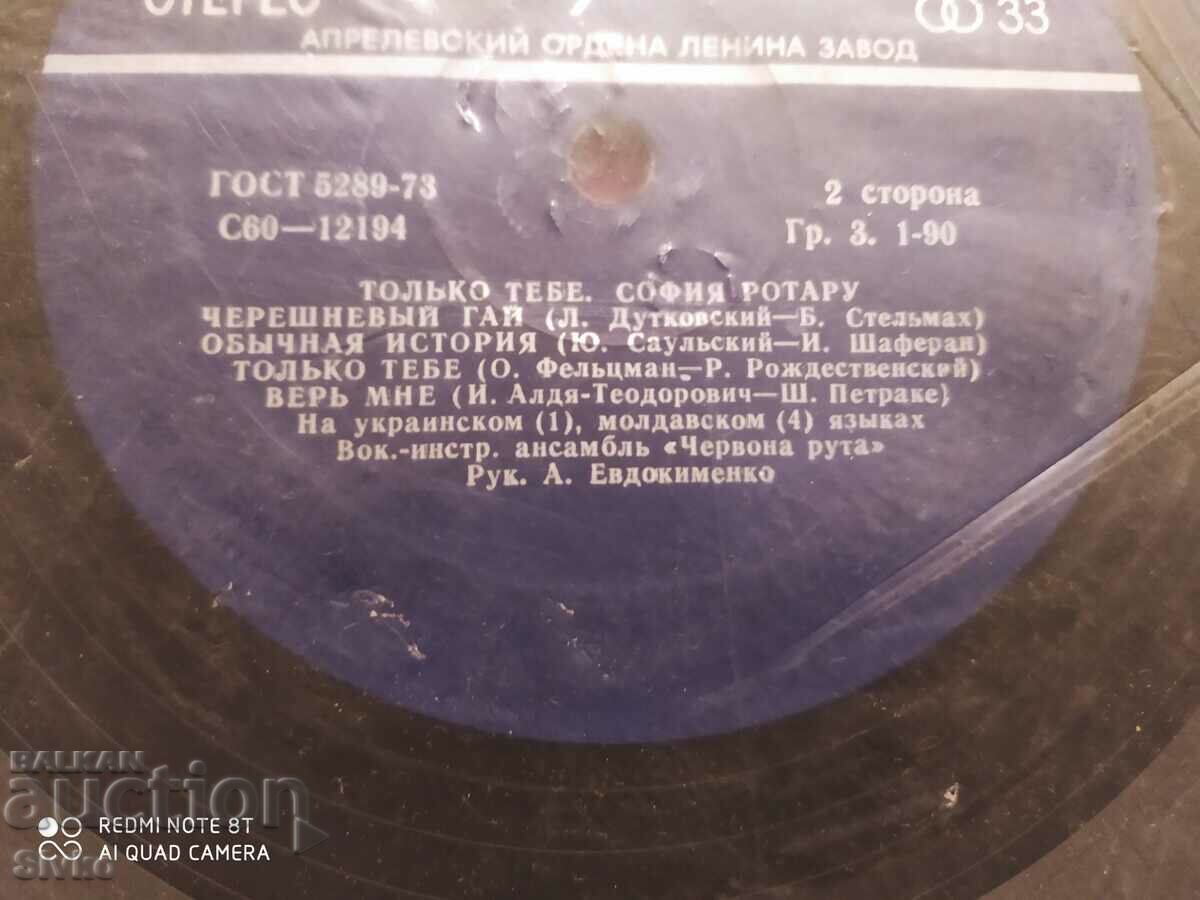 СТЕРЕО
33
АПРЕЛЕВСКИЙ ОРДЕНА ЛЕНИНА ЗАВОД
ГОСТ 5289-73
2 сторона
С60—12194
Гр. 3. 1-90
ТОЛЬКО ТЕБЕ. СОФИЯ РОТАРУ
ЧЕРЕШНЕВЫЙ ГАЙ (Л. Дутковский—Б. Стельмах)
ОБЫЧНАЯ ИСТОРИЯ (Ю. Саульский—И. Шаферан)
ТОЛЬКО ТЕБЕ (О. Фельцман—Р. Рождественский)
ВЕРЬ МНЕ (И. Алдя-Теодорович—Ш. Петраке)
На украинском (1), молдавском (4) языках
Вок.-инстр. ансамбль «Червона рута»
Рук. А. Евдокименко
BALKAN
auction
REDMI NOTE 8T
AI QUAD CAMERA
sivko